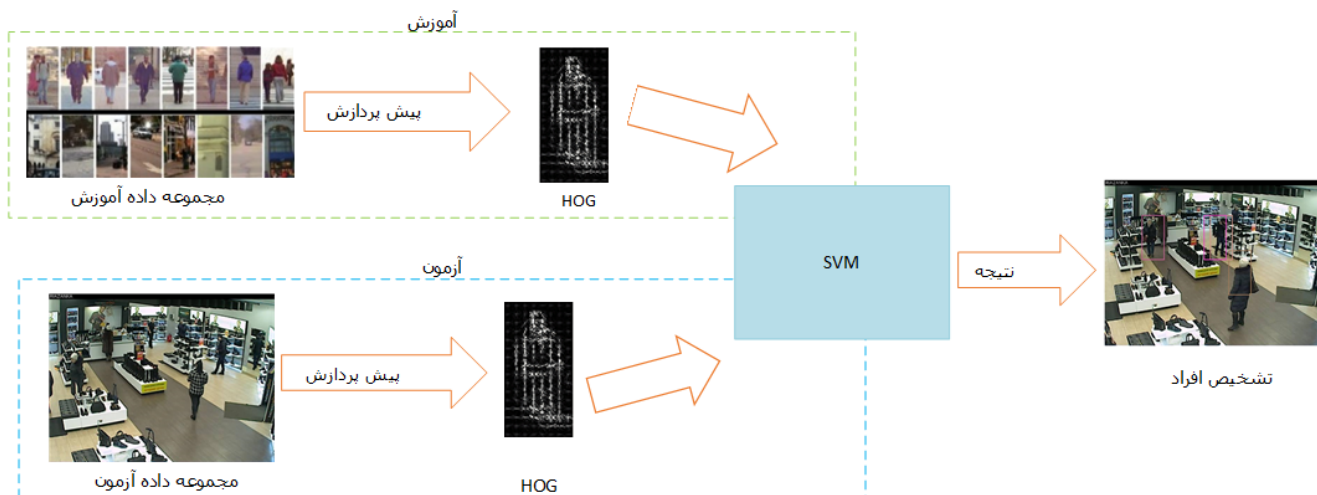 آموزش
پیش پردازش
مجموعه داده آموزش
HOG
SVM
نتیجه
تشخیص افراد
آزمون
پیش پردازش
مجموعه داده آزمون
HOG